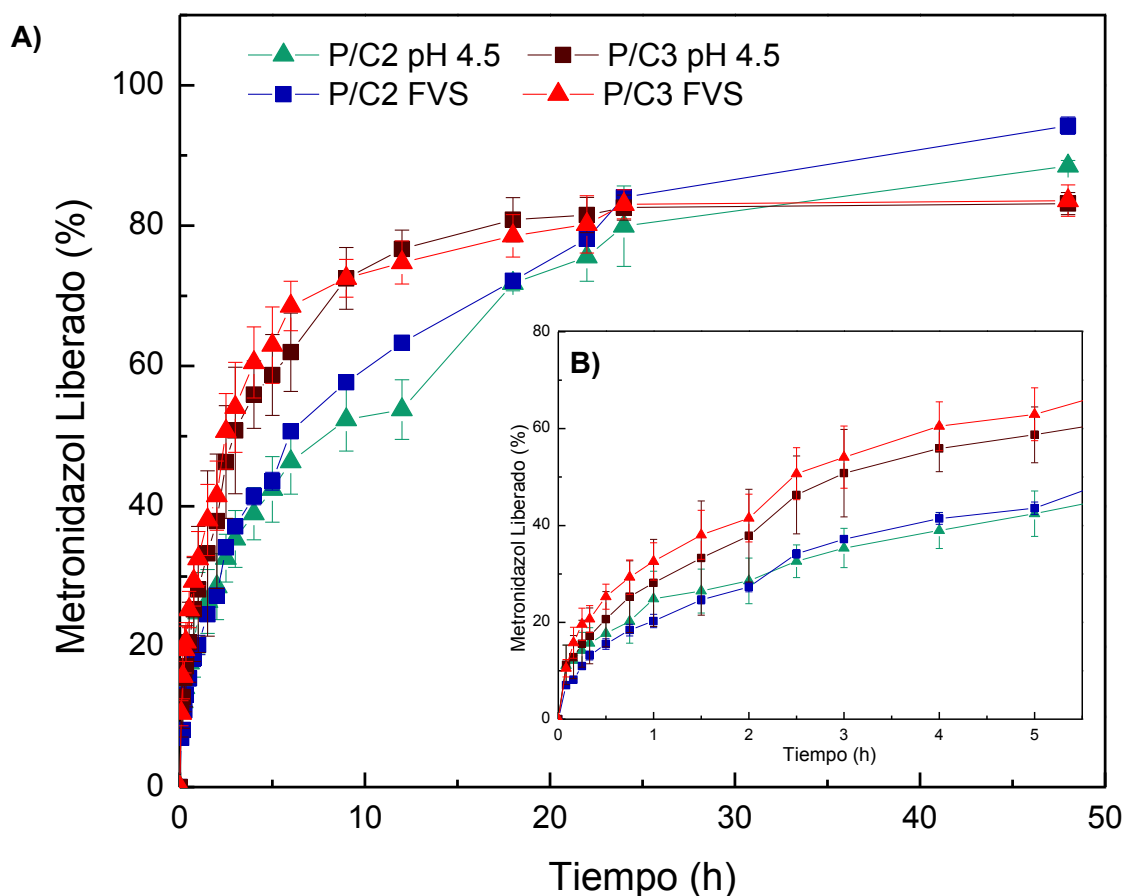 A)
P/C2 pH 4.5 P/C3 pH 4.5
P/C2 FVS P/C3 FVS
Metronidazol Liberado (%)
100
80
60
40
20
0
0 10 20 30 40 50
Tiempo (h)
B)
Metronidazol Liberado (%)
80
60
40
20
0
0 1 2 3 4 5
Tiempo (h)